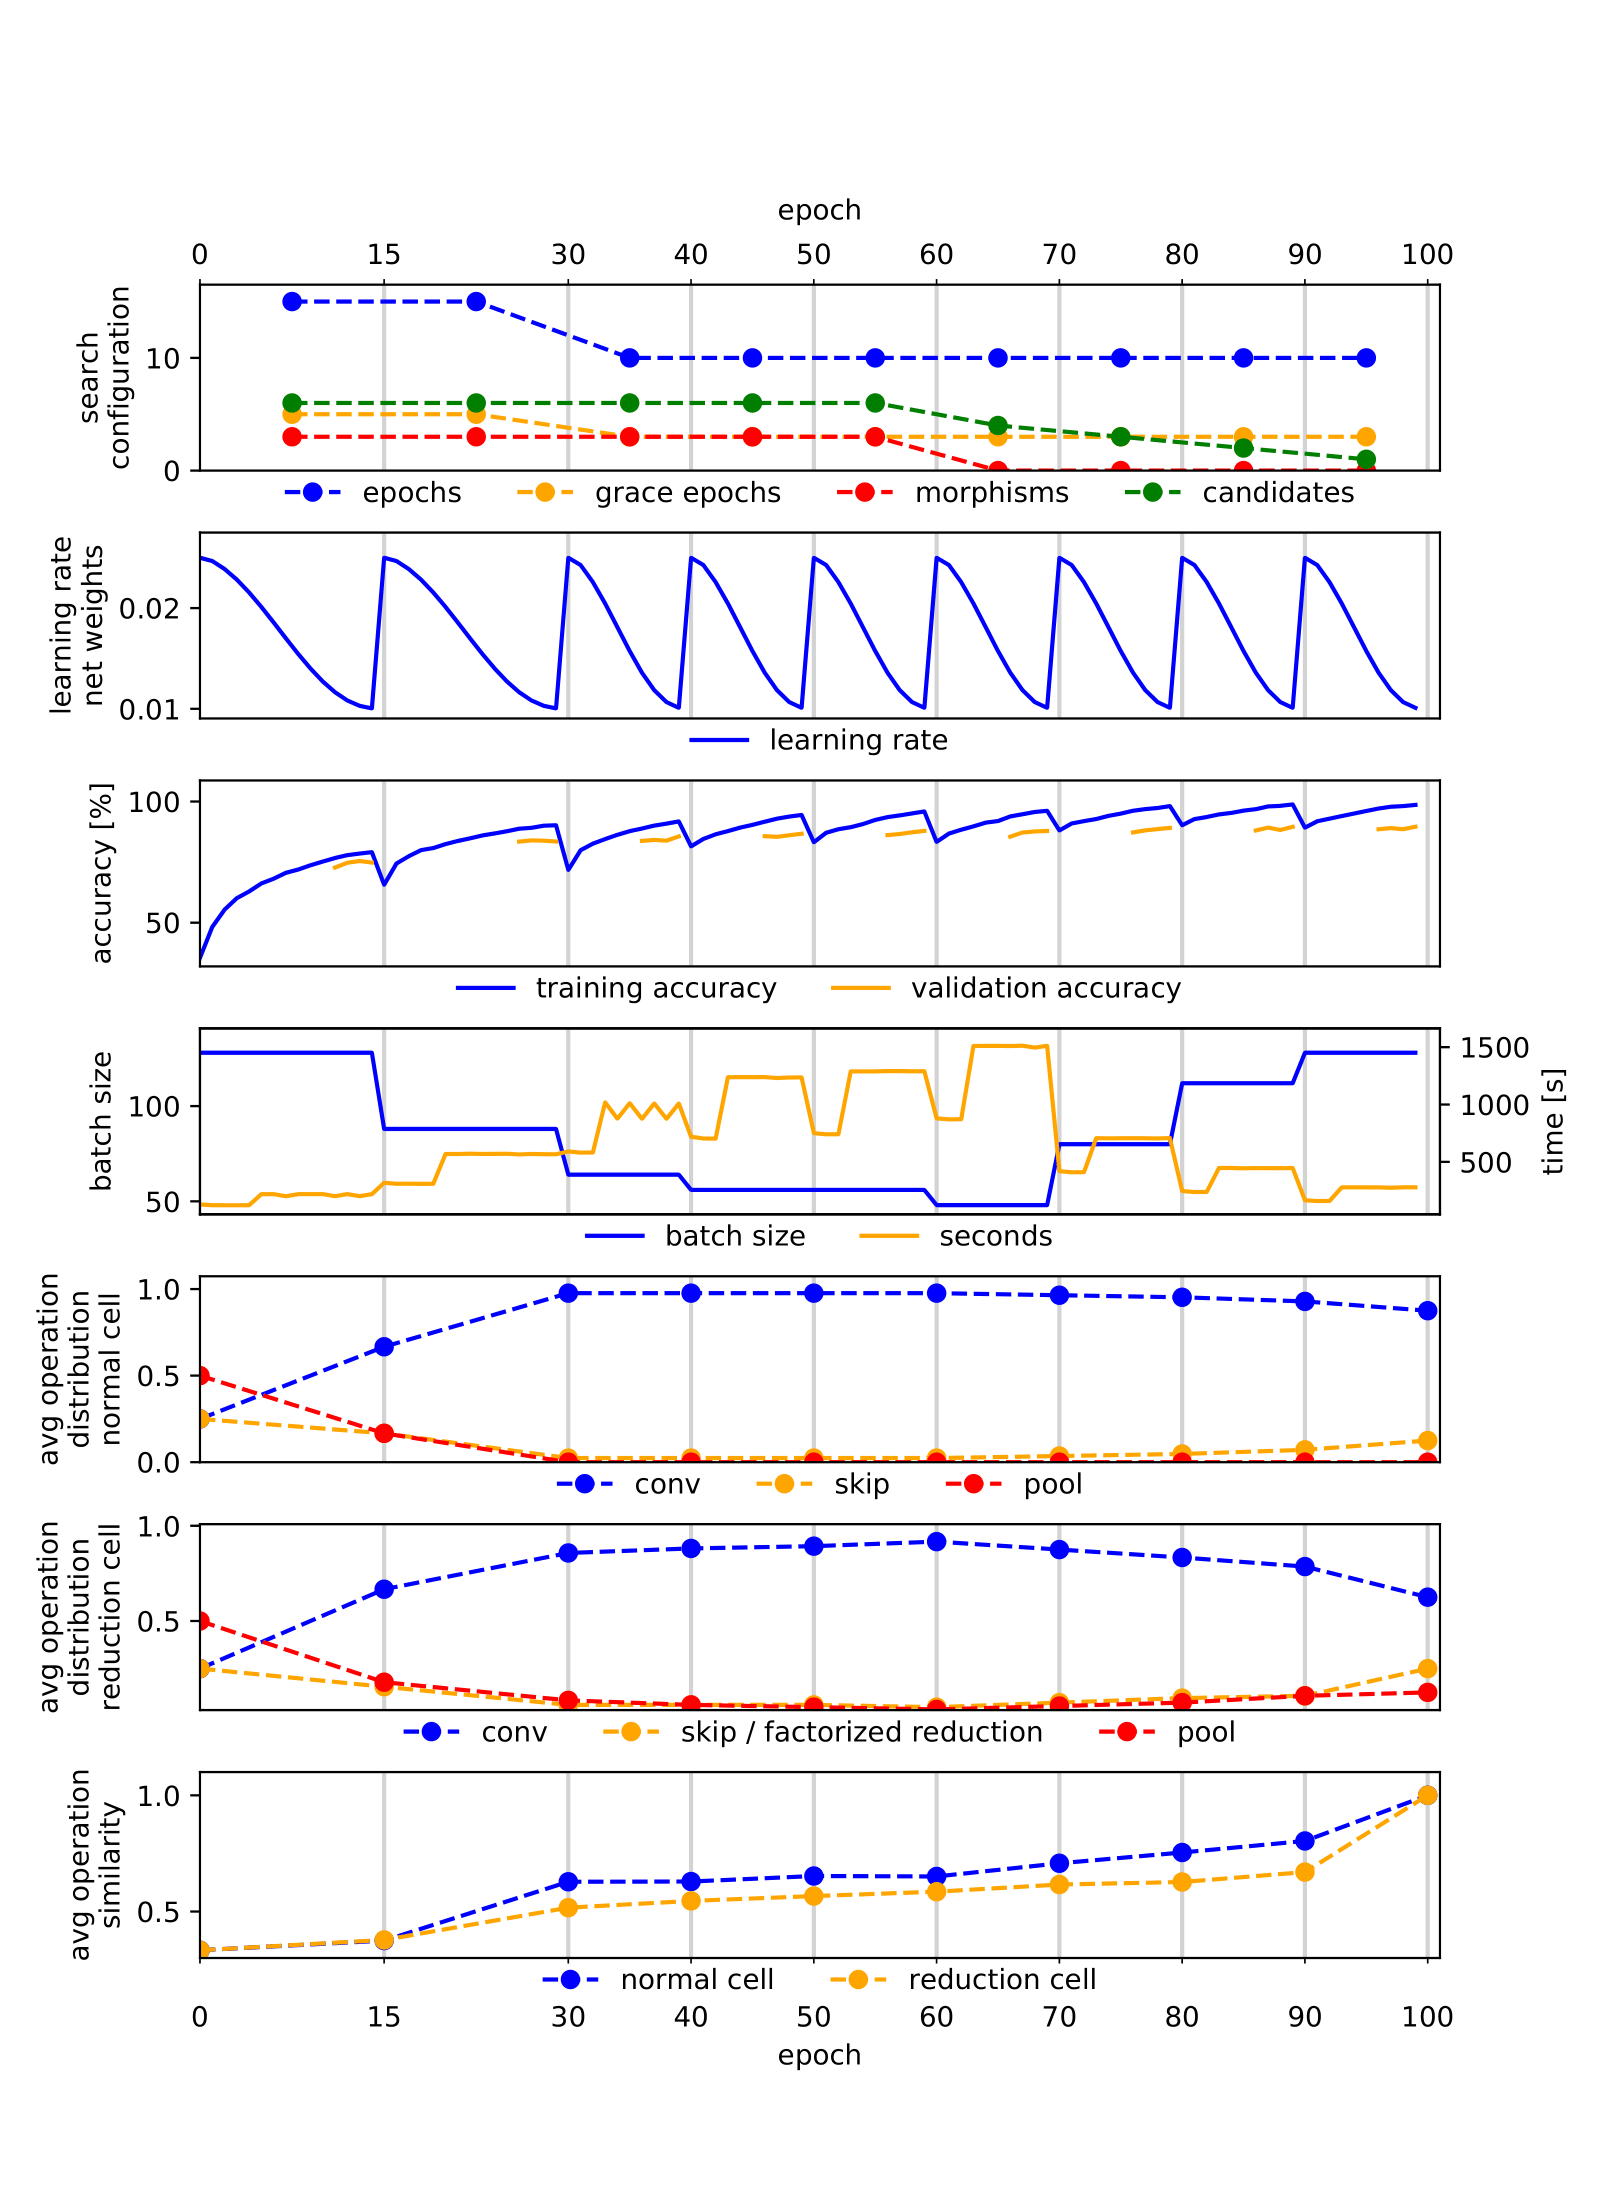 epoch
0 15 30 40 50 60 70 80 90 100
search
configuration
10
0
epochs grace epochs morphisms candidates
learning rate
net weights
0.02
0.01
learning rate
accuracy [%]
100
50
training accuracy validation accuracy
batch size
100
50
1500
1000
500
time [s]
batch size seconds
avg operation
distribution
normal cell
1.0
0.5
0.0
conv skip pool
avg operation
distribution
reduction cell
1.0
0.5
conv skip / factorized reduction pool
avg operation
similarity
1.0
0.5
normal cell reduction cell
0 15 30 40 50 60 70 80 90 100
epoch